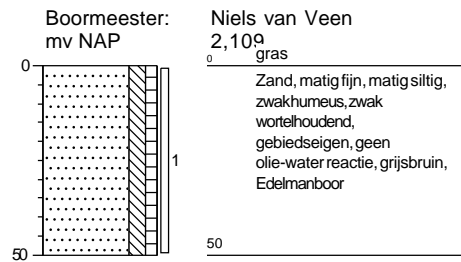 Boormeester: Niels van Veen
mv NAP 2,109
0 0 gras
Zand, matig fijn, matig siltig,
zwak humeus, zwak
wortelhoudend,
gebiedseigen, geen
olie-water reactie, grijsbruin,
Edelmanboor
1
50 50